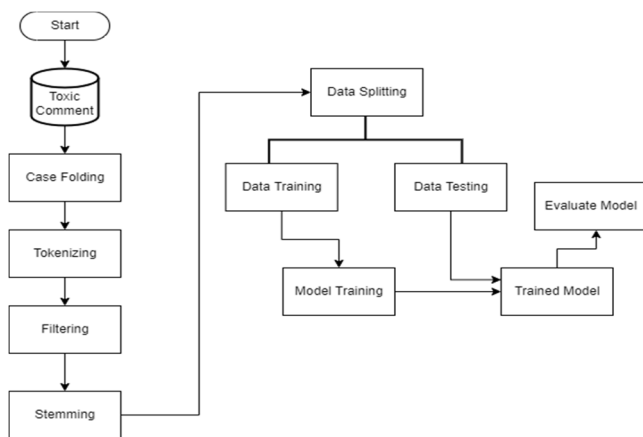 Start
Toxic
Comment
Case Folding
Tokenizing
Filtering
Stemming
Data Splitting
Data Training
Data Testing
Model Training
Trained Model
Evaluate Model